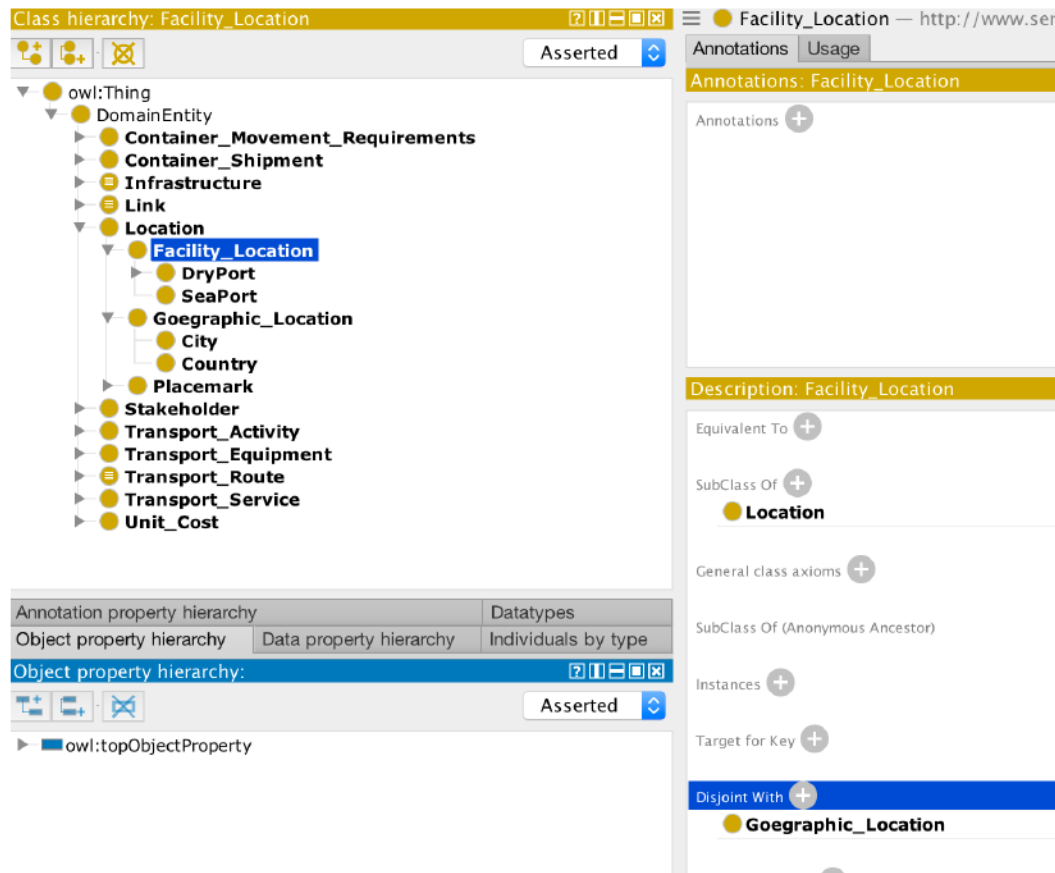 Class hierarchy: Facility_Location
Asserted
owl:Thing
DomainEntity
Container_Movement_Requirements
Container_Shipment
Infrastructure
Link
Location
Facility_Location
DryPort
SeaPort
Goegraphic_Location
City
Country
Placemark
Stakeholder
Transport_Activity
Transport_Equipment
Transport_Route
Transport_Service
Unit_Cost
Annotation property hierarchy Datatypes
Object property hierarchy Data property hierarchy Individuals by type
Object property hierarchy:
Asserted
owl:topObjectProperty
Facility_Location — http://www.ser
Annotations Usage
Annotations: Facility_Location
Annotations
Description: Facility_Location
Equivalent To
SubClass Of
Location
General class axioms
SubClass Of (Anonymous Ancestor)
Instances
Target for Key
Disjoint With
Goegraphic_Location